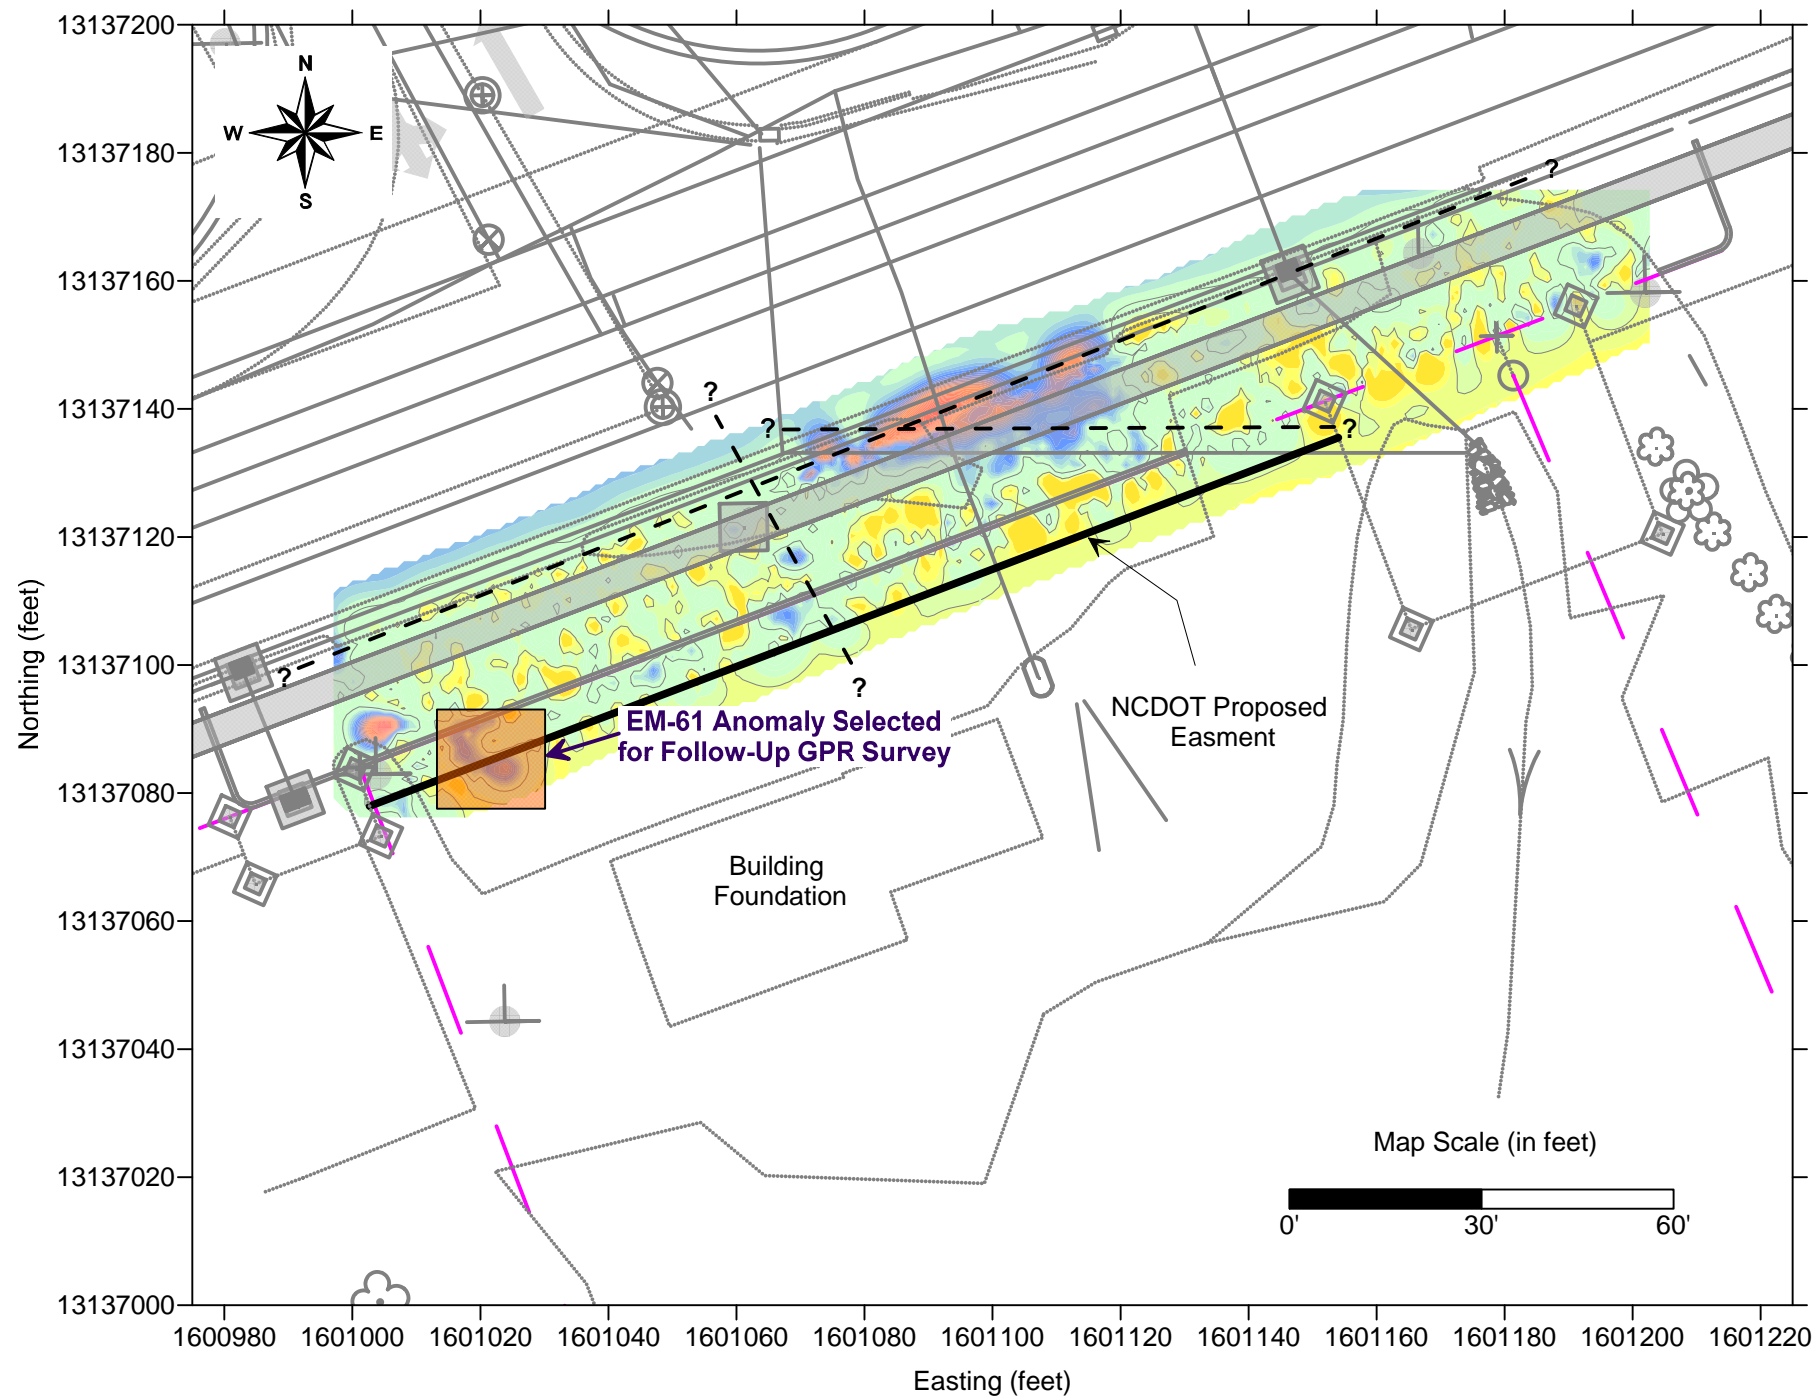 13137200
N
W
E
S
13137180
?
13137160
?
13137140
?
?
13137120
13137100
?
?
EM-61 Anomaly Selected
for Follow-Up GPR Survey
NCDOT Proposed
Easment
Northing (feet)
13137080
Building
Foundation
13137060
13137040
Map Scale (in feet)
13137020
0'
30'
60'
13137000
1600980
1601000
1601020
1601040
1601060
1601080
1601100
1601120
1601140
1601160
1601180
1601200
1601220
Easting (feet)